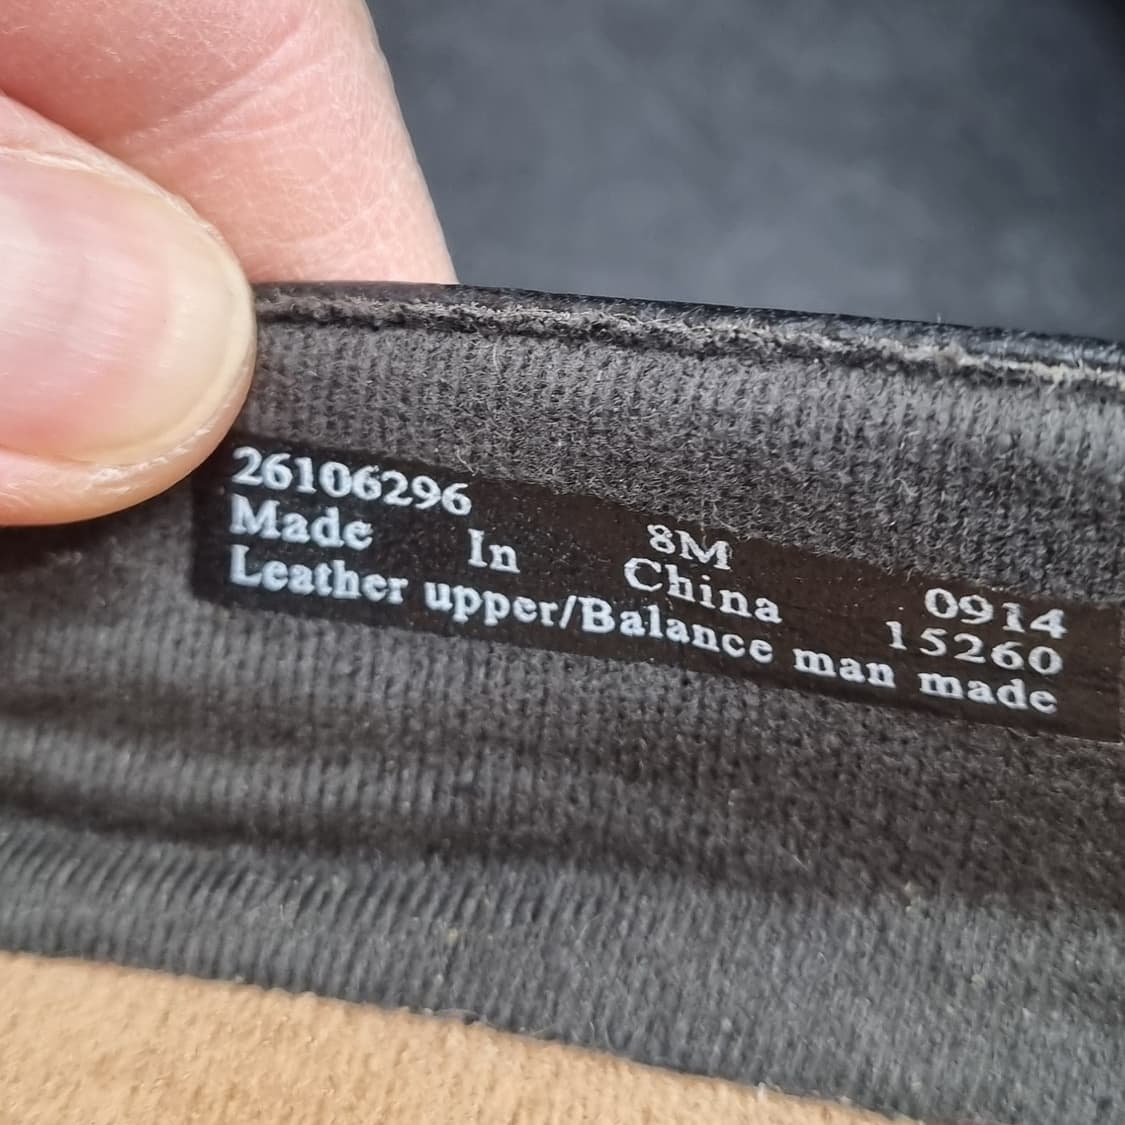 26106296 8M 0914
Made In China 15260
Leather upper/Balance man made